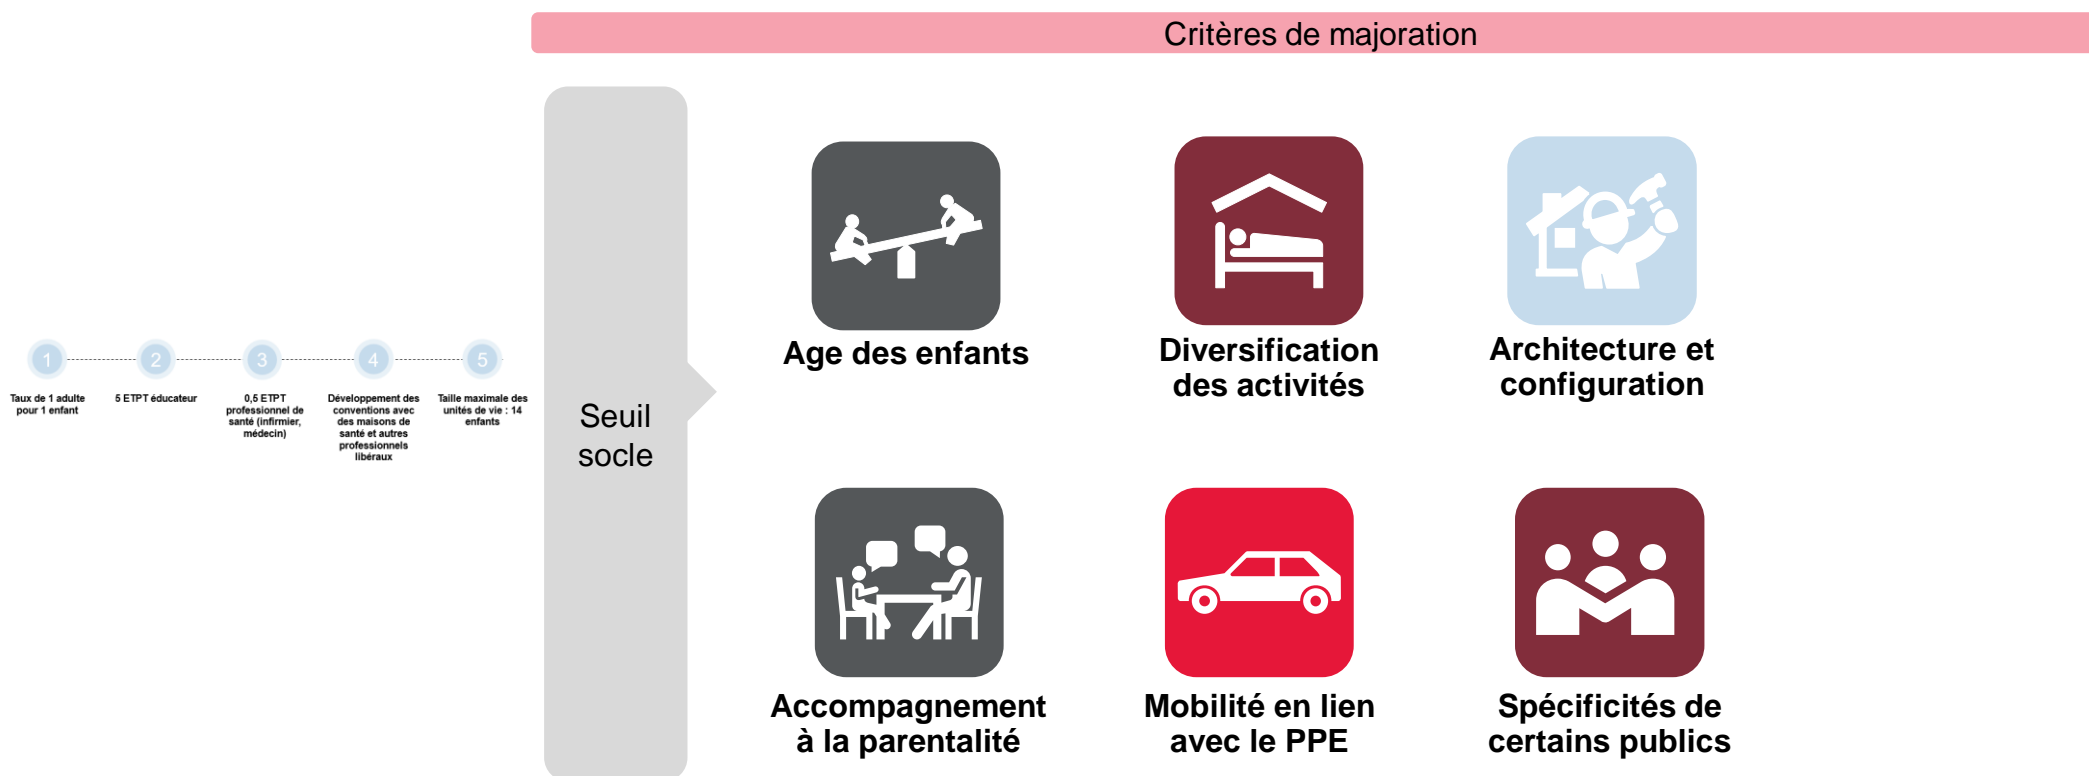 Critères de majoration
1
2
3
4
5
Taux de 1 adulte
pour 1 enfant
5 ETPT éducateur
0,5 ETPT
professionnel de
santé (infirmier,
médecin)
Développement des
conventions avec
des maisons de
santé et autres
professionnels
libéraux
Taille maximale des
unités de vie : 14
enfants
Seuil
socle
Age des enfants
Diversification
des activités
Architecture et
configuration
Accompagnement
à la parentalité
Mobilité en lien
avec le PPE
Spécificités de
certains publics